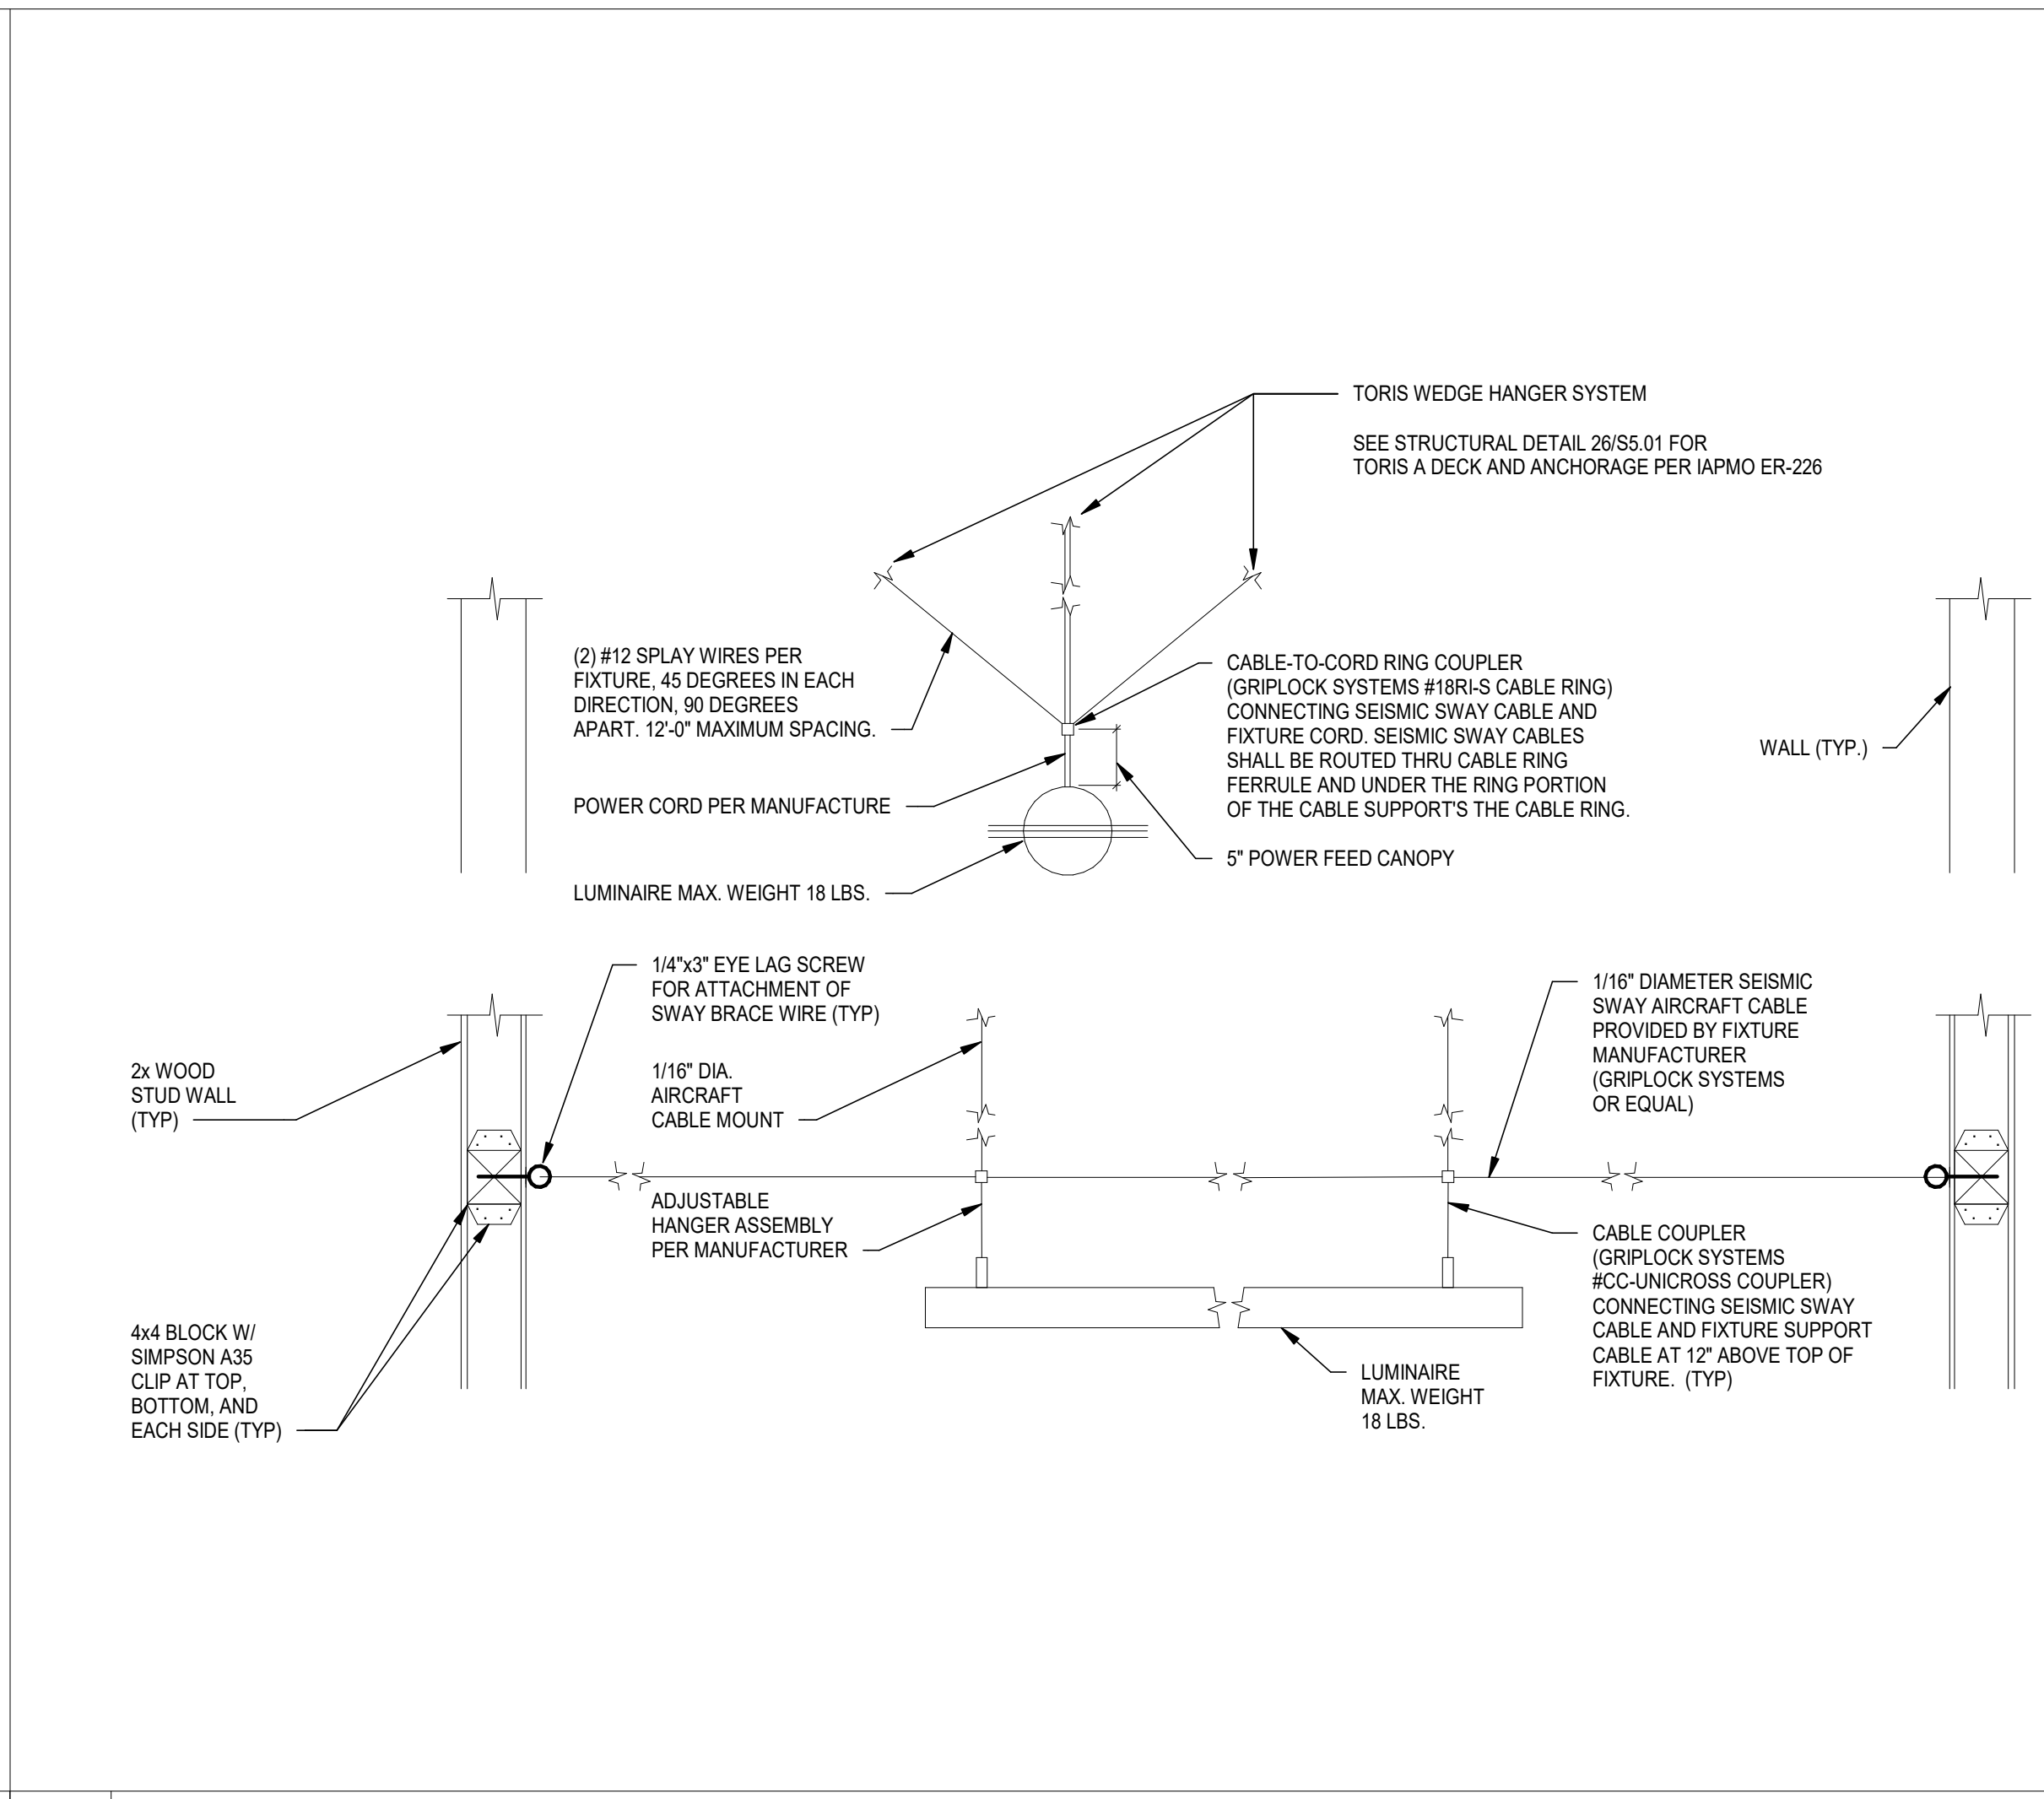 TORIS WEDGE HANGER SYSTEM
SEE STRUCTURAL DETAIL 26/S5.01 FOR
TORIS A DECK AND ANCHORAGE PER IAPMO ER-226
(2) #12 SPLAY WIRES PER
FIXTURE, 45 DEGREES IN EACH
DIRECTION, 90 DEGREES
APART. 12'-0" MAXIMUM SPACING.
CABLE-TO-CORD RING COUPLER
(GRIPLOCK SYSTEMS #18RI-S CABLE RING)
CONNECTING SEISMIC SWAY CABLE AND
FIXTURE CORD. SEISMIC SWAY CABLES
SHALL BE ROUTED THRU CABLE RING
FERRULE AND UNDER THE RING PORTION
OF THE CABLE SUPPORT'S THE CABLE RING.
WALL (TYP.)
POWER CORD PER MANUFACTURE
5" POWER FEED CANOPY
LUMINAIRE MAX. WEIGHT 18 LBS.
1/4"x3" EYE LAG SCREW
FOR ATTACHMENT OF
SWAY BRACE WIRE (TYP)
1/16" DIAMETER SEISMIC
SWAY AIRCRAFT CABLE
PROVIDED BY FIXTURE
MANUFACTURER
(GRIPLOCK SYSTEMS
OR EQUAL)
2x WOOD
STUD WALL
(TYP)
1/16" DIA.
AIRCRAFT
CABLE MOUNT
ADJUSTABLE
HANGER ASSEMBLY
PER MANUFACTURER
CABLE COUPLER
(GRIPLOCK SYSTEMS
#CC-UNICROSS COUPLER)
CONNECTING SEISMIC SWAY
CABLE AND FIXTURE SUPPORT
CABLE AT 12" ABOVE TOP OF
FIXTURE. (TYP)
4x4 BLOCK W/
SIMPSON A35
CLIP AT TOP,
BOTTOM, AND
EACH SIDE (TYP)
LUMINAIRE
MAX. WEIGHT
18 LBS.